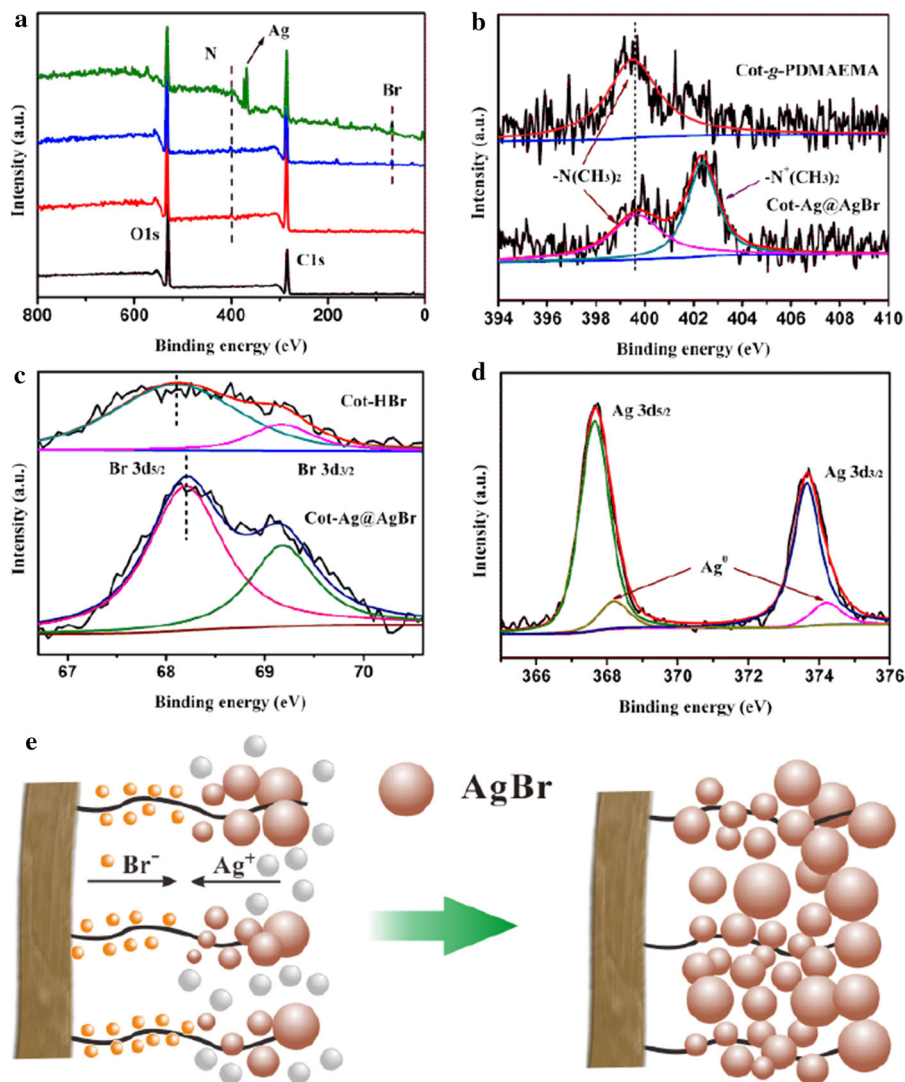 a
Intensity (a.u.)
N
Ag
Br
O1s
C1s
800 600 400 200 0
Binding energy (eV)
b
Intensity (a.u.)
Cot-g-PDMAEMA
-N(CH₃)₂
-N⁺(CH₃)₂
Cot-Ag@AgBr
394 396 398 400 402 404 406 408 410
Binding energy (eV)
c
Intensity (a.u.)
Cot-HBr
Br 3d₅/₂ Br 3d₃/₂
Cot-Ag@AgBr
67 68 69 70
Binding energy (eV)
d
Intensity (a.u.)
Ag 3d₅/₂
Ag 3d₃/₂
Ag⁰
366 368 370 372 374 376
Binding energy (eV)
e
AgBr
Br⁻ Ag⁺